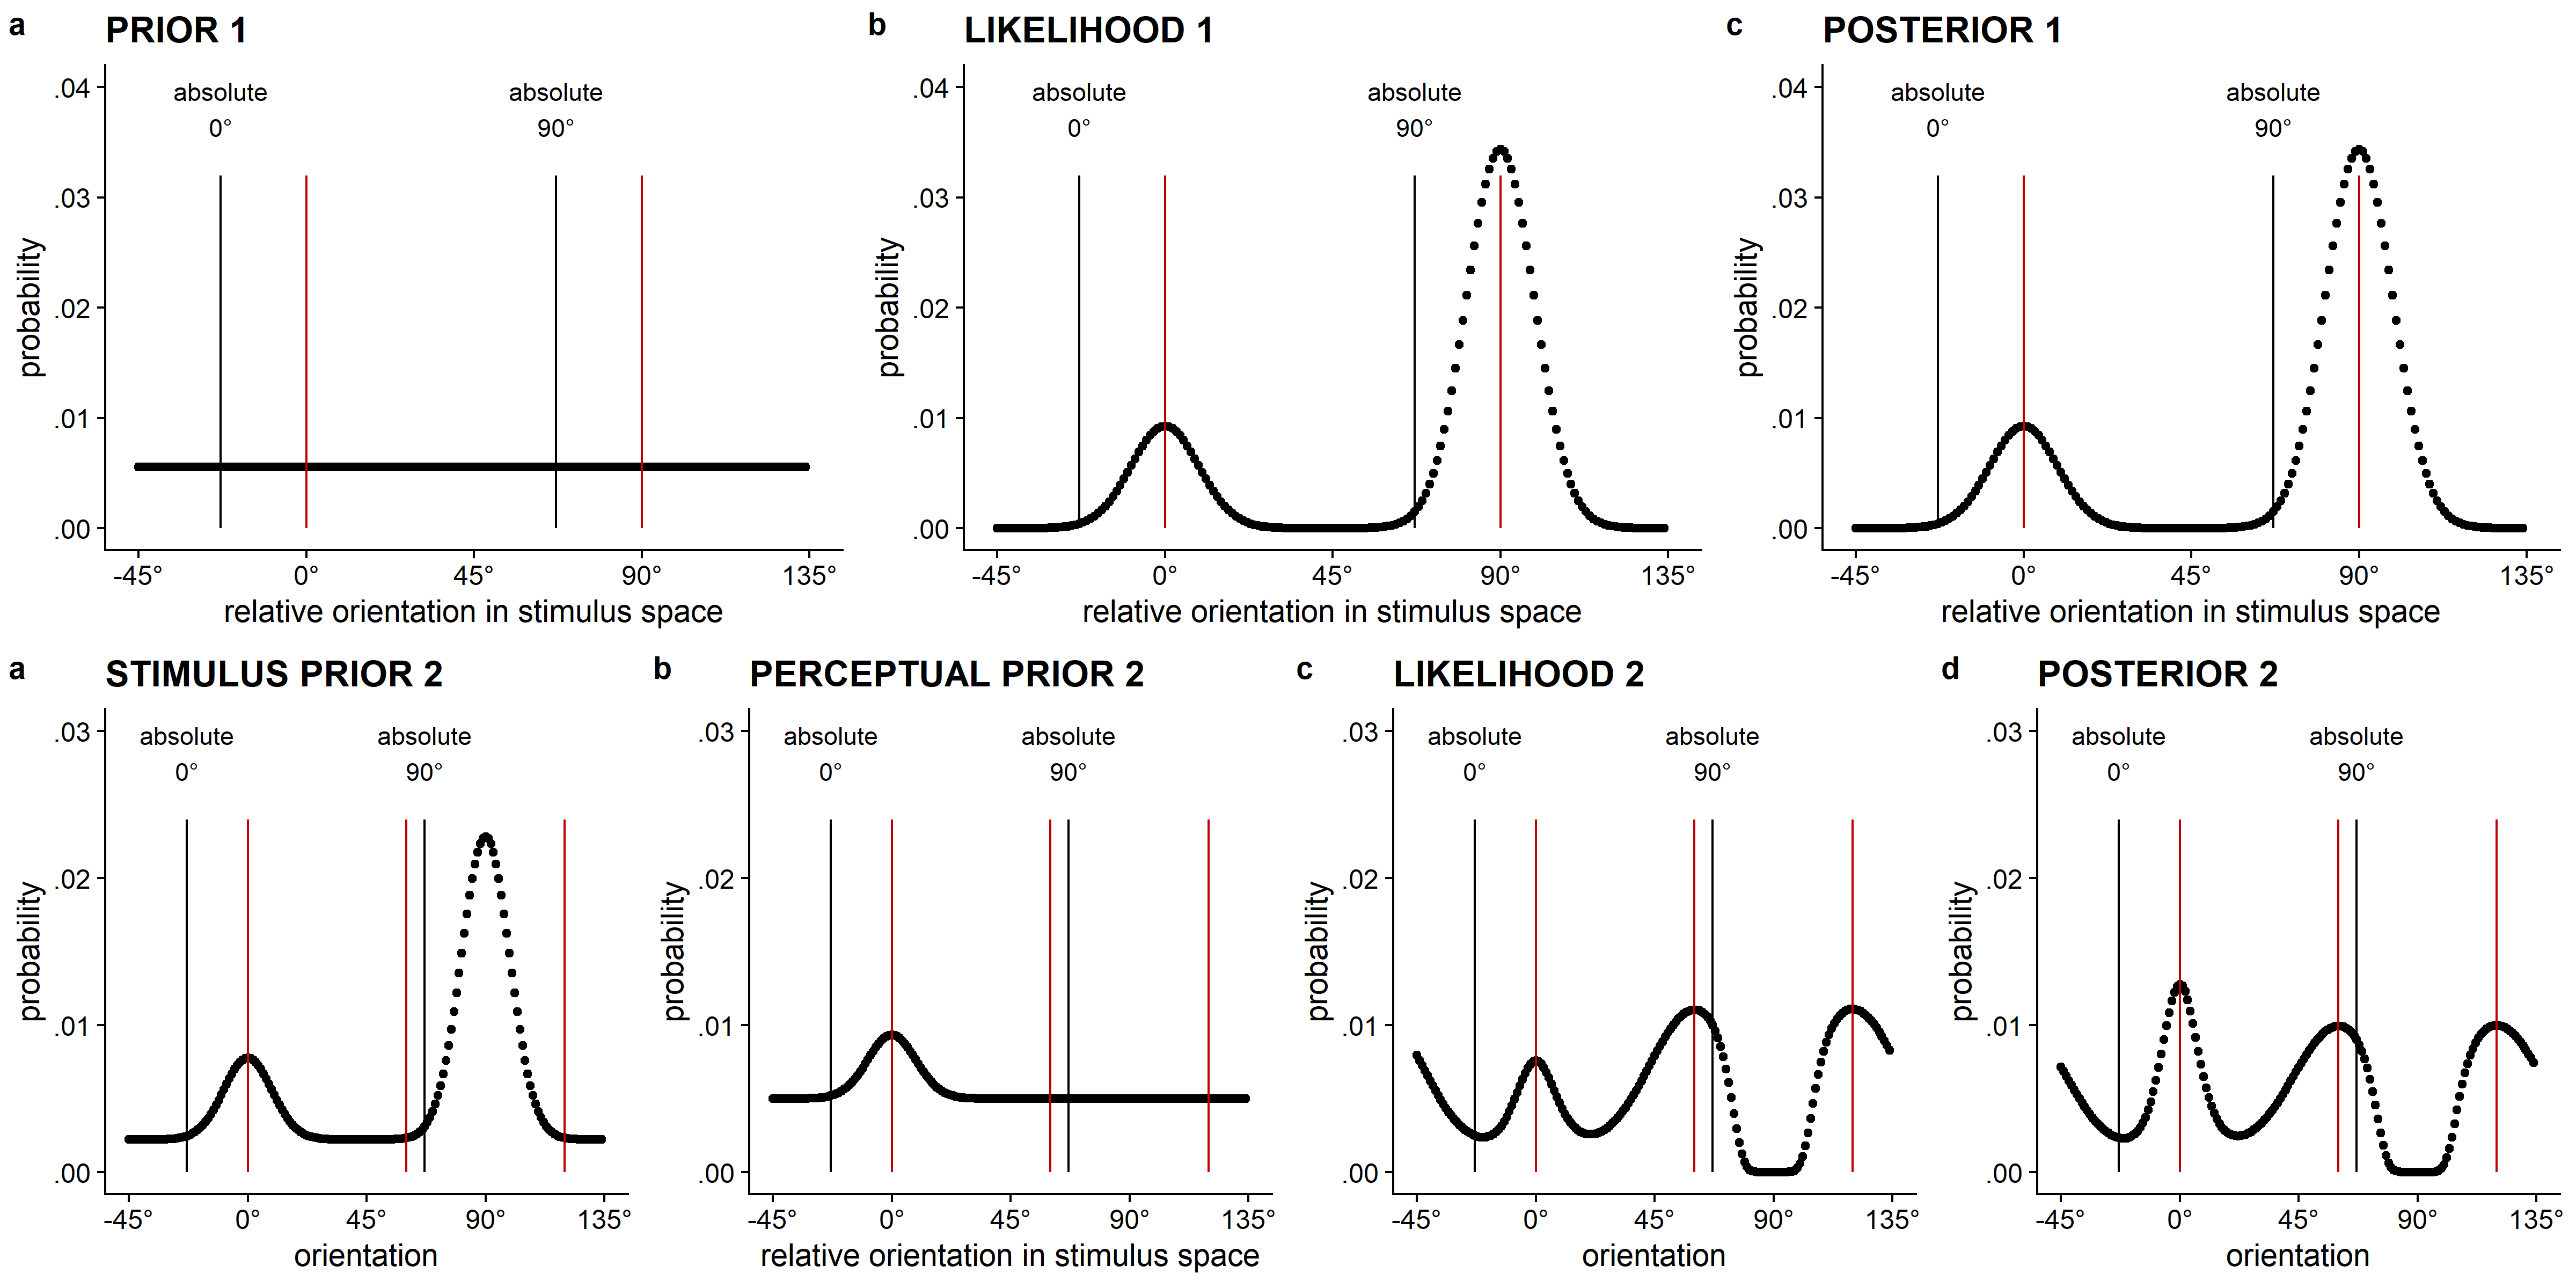 a PRIOR 1
absolute absolute
0° 90°
.04
.03
.02
.01
.00
probability
-45° 0° 45° 90° 135°
relative orientation in stimulus space
b LIKELIHOOD 1
absolute absolute
0° 90°
.04
.03
.02
.01
.00
probability
-45° 0° 45° 90° 135°
relative orientation in stimulus space
c POSTERIOR 1
absolute absolute
0° 90°
.04
.03
.02
.01
.00
probability
-45° 0° 45° 90° 135°
relative orientation in stimulus space
a STIMULUS PRIOR 2
absolute absolute
0° 90°
.03
.02
.01
.00
probability
-45° 0° 45° 90° 135°
orientation
b PERCEPTUAL PRIOR 2
absolute absolute
0° 90°
.03
.02
.01
.00
probability
-45° 0° 45° 90° 135°
relative orientation in stimulus space
c LIKELIHOOD 2
absolute absolute
0° 90°
.03
.02
.01
.00
probability
-45° 0° 45° 90° 135°
orientation
d POSTERIOR 2
absolute absolute
0° 90°
.03
.02
.01
.00
probability
-45° 0° 45° 90° 135°
orientation